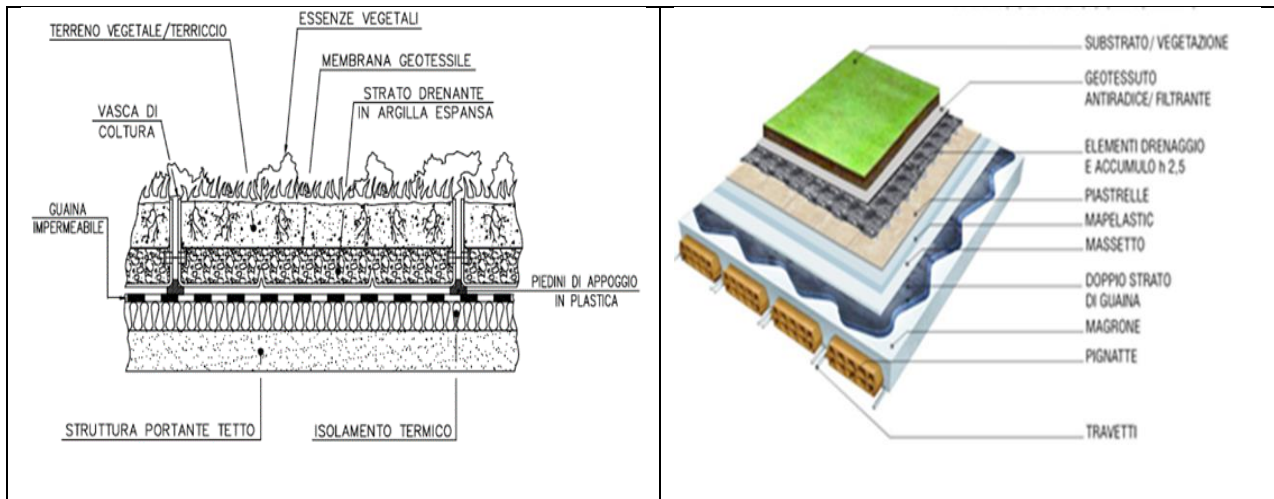 ESSENZE VEGETALI
TERRENO VEGETALE/TERRICCIO
MEMBRANA GEOTESSILE
STRATO DRENANTE
IN ARGILLA ESPANSA
VASCA DI
COLTURA
GUAINA
IMPERMEABILE
PIEDINI DI APPOGGIO
IN PLASTICA
STRUTTURA PORTANTE TETTO
ISOLAMENTO TERMICO
SUBSTRATO/ VEGETAZIONE
GEOTESSUTO
ANTIRADICE/ FILTRANTE
ELEMENTI DRENAGGIO
E ACCUMULO h 2,5
PIASTRELLE
MAPELASTIC
MASSETTO
DOPPIO STRATO
DI GUAINA
MAGRONE
PIGNATTE
TRAVETTI